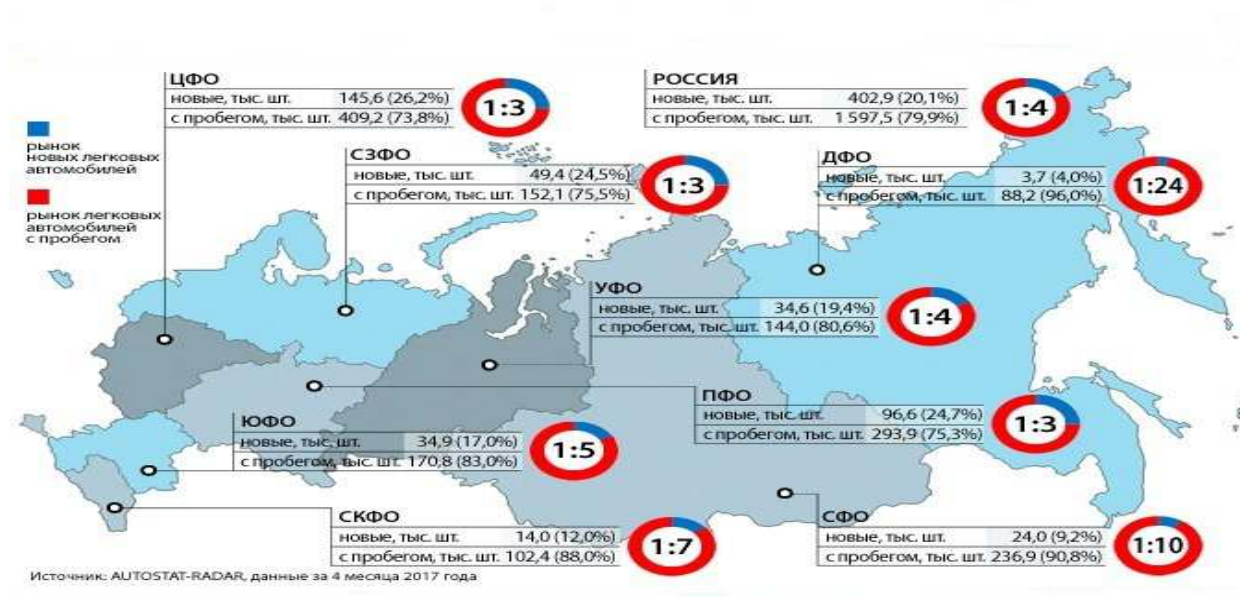 ЦФО
новые, тыс. шт. 145,6 (26,2%)
с пробегом, тыс. шт. 409,2 (73,8%)
1:3
РОССИЯ
новые, тыс. шт. 402,9 (20,1%)
с пробегом, тыс. шт. 1 597,5 (79,9%)
1:4
рынок
новых легковых
автомобилей
рынок легковых
автомобилей
с пробегом
СЗФО
новые, тыс. шт. 49,4 (24,5%)
с пробегом, тыс. шт. 152,1 (75,5%)
1:3
ДФО
новые, тыс. шт. 3,7 (4,0%)
с пробегом, тыс. шт. 88,2 (96,0%)
1:24
УФО
новые, тыс. шт. 34,6 (19,4%)
с пробегом, тыс. шт. 144,0 (80,6%)
1:4
ПФО
новые, тыс. шт. 96,6 (24,7%)
с пробегом, тыс. шт. 293,9 (75,3%)
1:3
ЮФО
новые, тыс. шт. 34,9 (17,0%)
с пробегом, тыс. шт. 170,8 (83,0%)
1:5
СКФО
новые, тыс. шт. 14,0 (12,0%)
с пробегом, тыс. шт. 102,4 (88,0%)
1:7
СФО
новые, тыс. шт. 24,0 (9,2%)
с пробегом, тыс. шт. 236,9 (90,8%)
1:10
Источник: AUTOSTAT-RADAR, данные за 4 месяца 2017 года